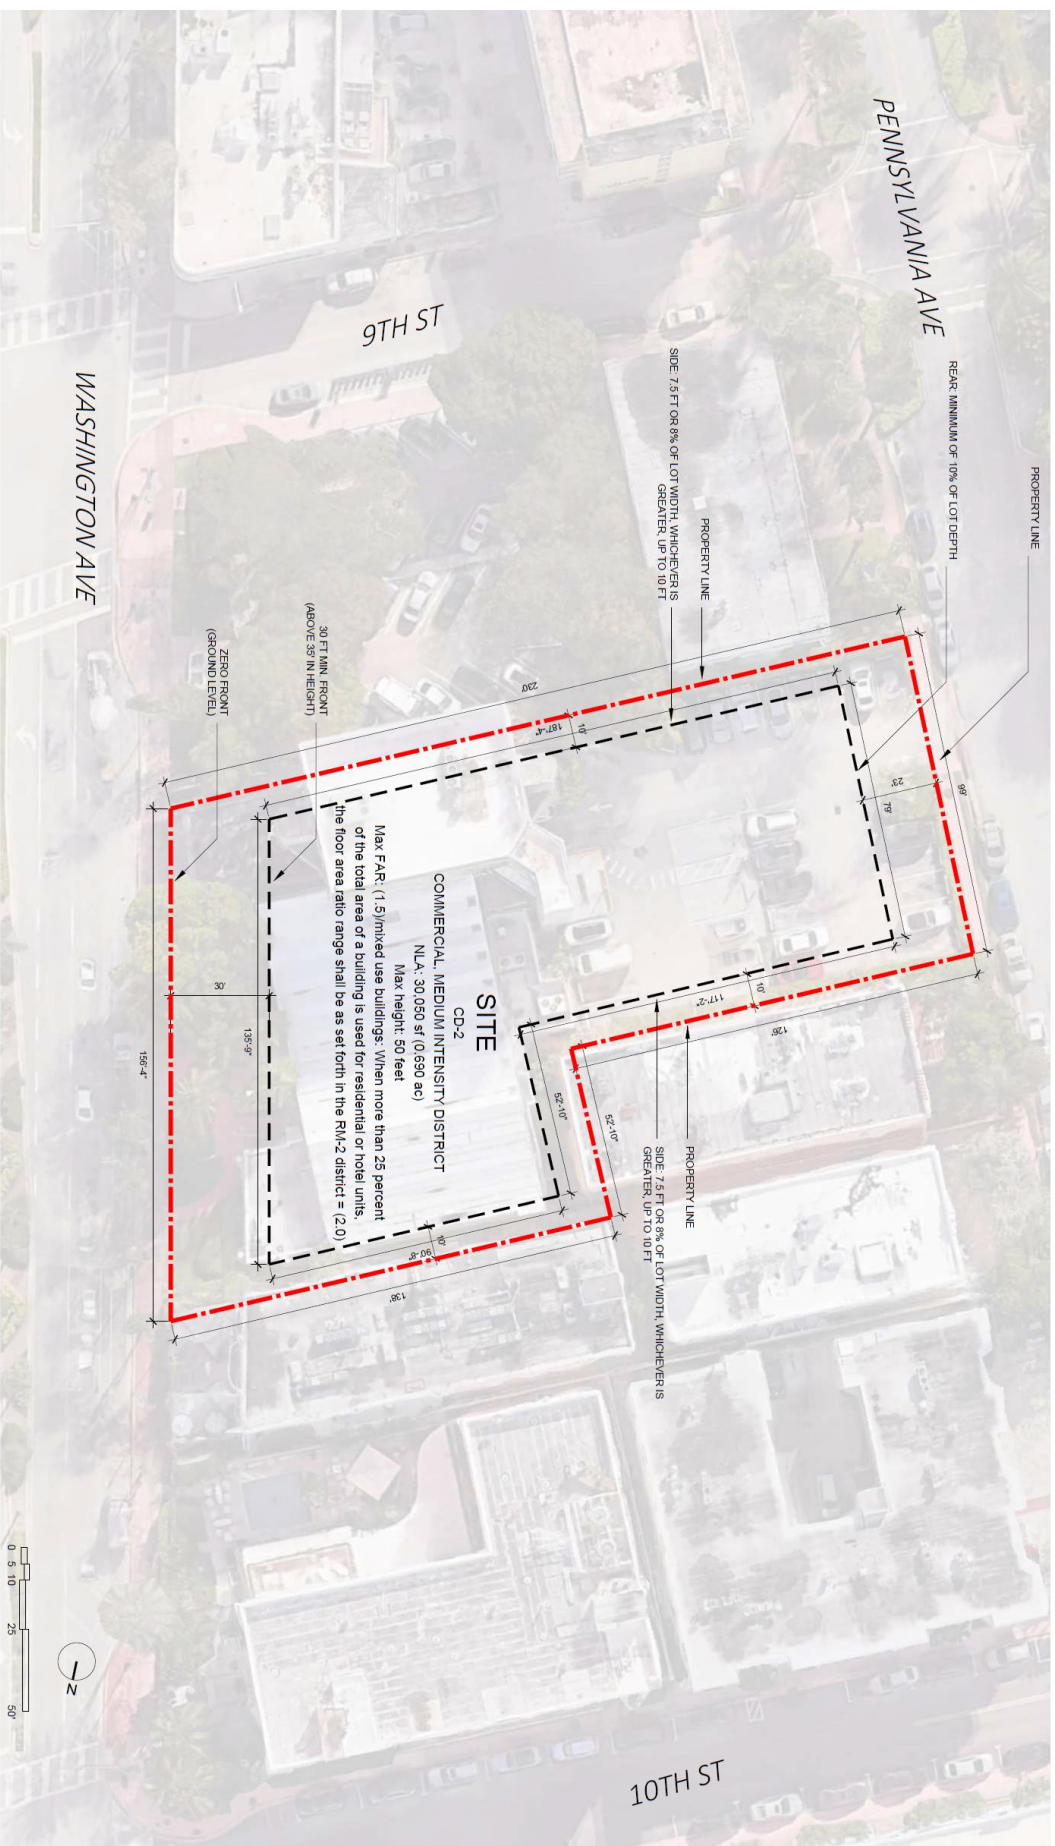 PENNSYLVANIA AVE
9TH ST
WASHINGTON AVE
10TH ST
PROPERTY LINE
REAR: MINIMUM OF 10% OF LOT DEPTH
PROPERTY LINE
SIDE: 7.5 FT OR 8% OF LOT WIDTH, WHICHEVER IS
GREATER, UP TO 10 FT
30 FT MIN. FRONT
(ABOVE 35' IN HEIGHT)
ZERO FRONT
(GROUND LEVEL)
230'
187'-4"
10'
99'
79'
23'
SITE
CD-2
COMMERCIAL, MEDIUM INTENSITY DISTRICT
NLA: 30,050 sf (0.690 ac)
Max height: 50 feet
Max FAR: (1.5)/mixed use buildings: When more than 25 percent
of the total area of a building is used for residential or hotel units,
the floor area ratio range shall be as set forth in the RM-2 district = (2.0)
10'
117'-2"
126'
52'-10"
52'-10"
PROPERTY LINE
SIDE: 7.5 FT OR 8% OF LOT WIDTH, WHICHEVER IS
GREATER, UP TO 10 FT
10'
90'-8"
138'
30'
135'-9"
156'-4"
N
0 5 10 25 50'